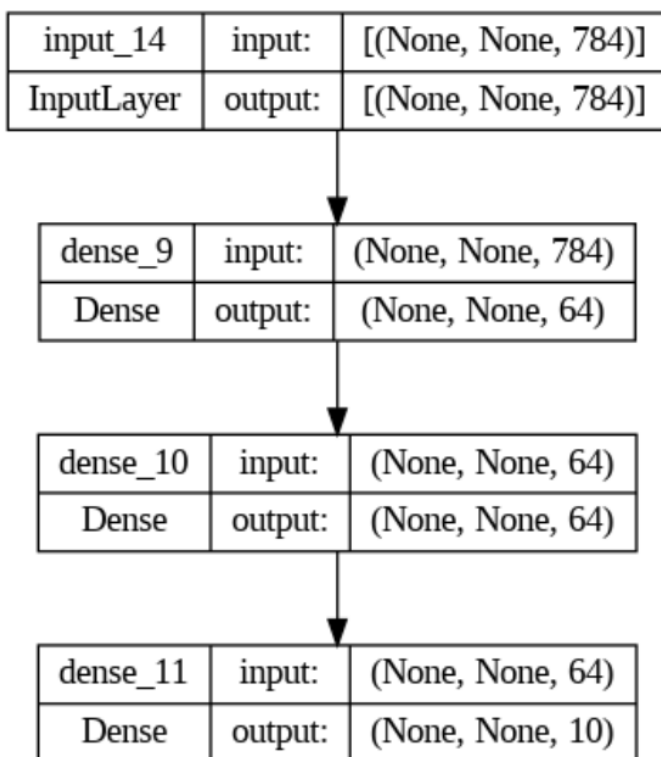 input_14 input: [(None, None, 784)]
InputLayer output: [(None, None, 784)]
dense_9 input: (None, None, 784)
Dense output: (None, None, 64)
dense_10 input: (None, None, 64)
Dense output: (None, None, 64)
dense_11 input: (None, None, 64)
Dense output: (None, None, 10)